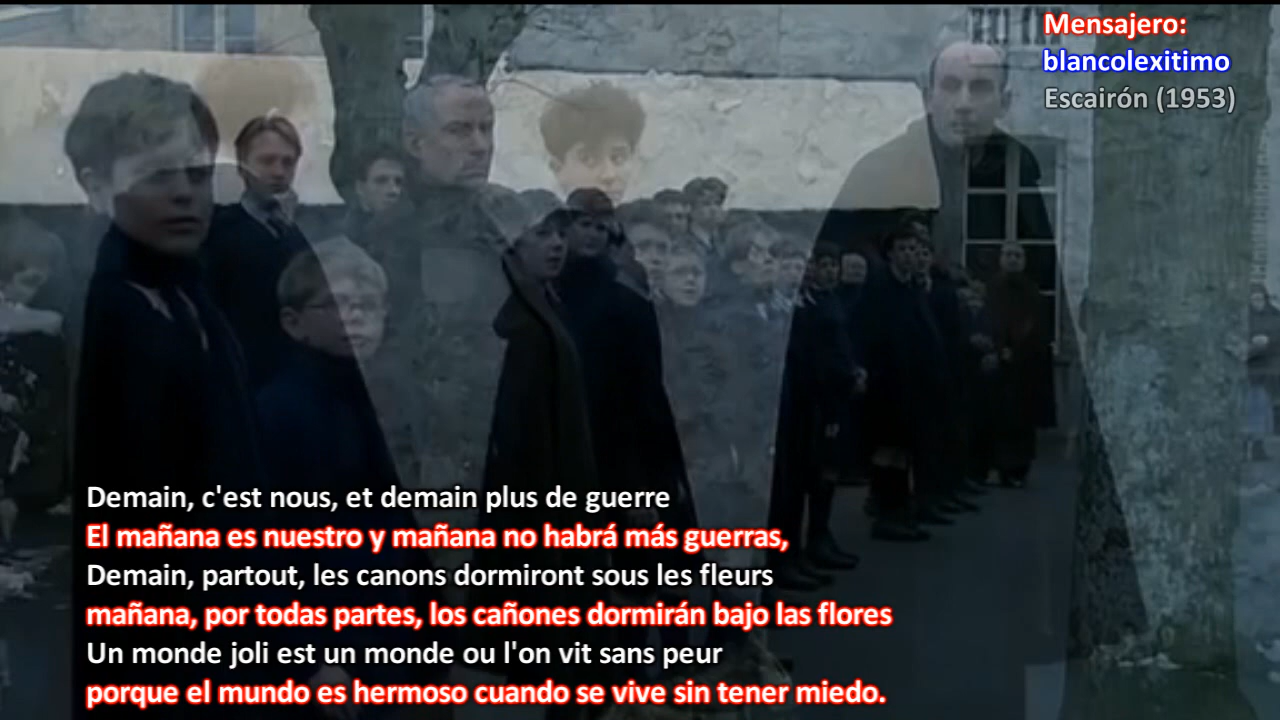 Mensajero:
blancolexitimo
Escairón (1953)
Demain, c'est nous, et demain plus de guerre
El mañana es nuestro y mañana no habrá más guerras,
Demain, partout, les canons dormiront sous les fleurs
mañana, por todas partes, los cañones dormirán bajo las flores
Un monde joli est un monde ou l'on vit sans peur
porque el mundo es hermoso cuando se vive sin tener miedo.